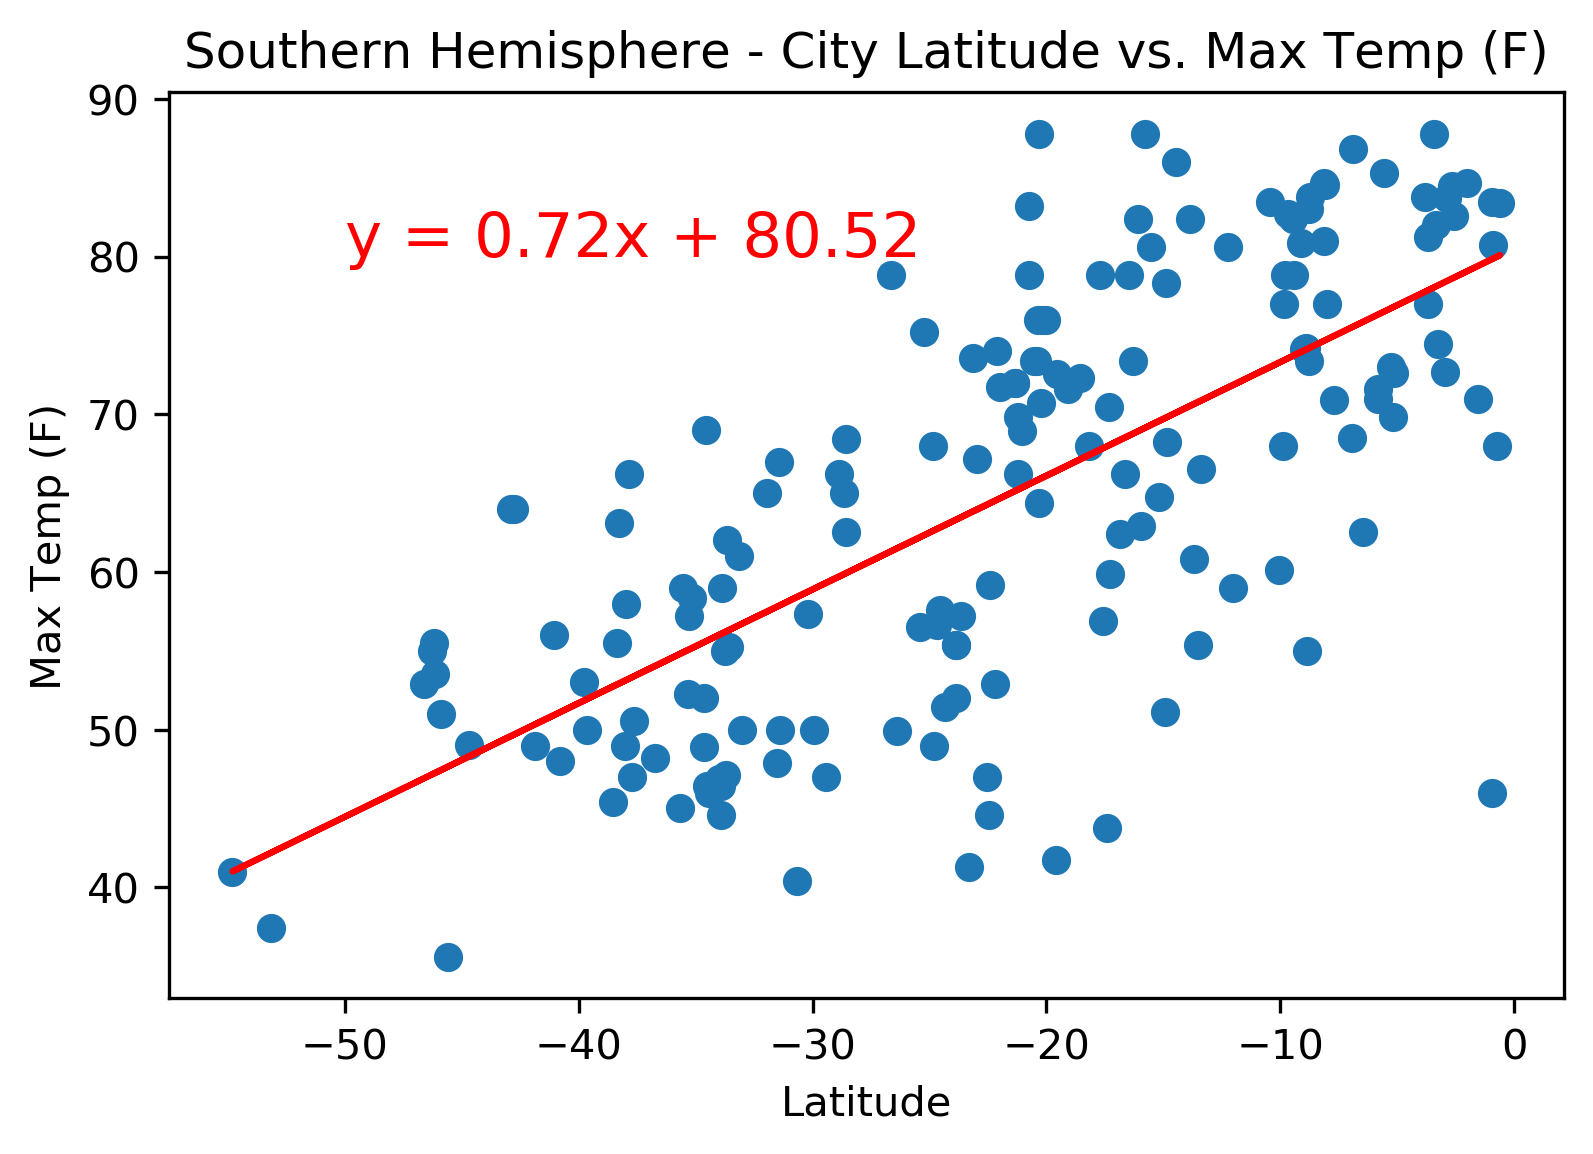 Southern Hemisphere - City Latitude vs. Max Temp (F)
90
80
70
60
50
40
Max Temp (F)
y = 0.72x + 80.52
−50 −40 −30 −20 −10 0
Latitude